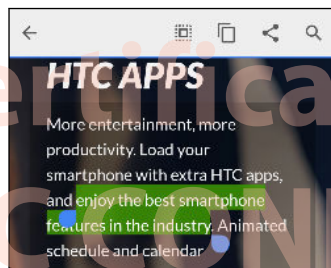 HTC APPS
More entertainment, more
productivity. Load your
smartphone with extra HTC apps,
and enjoy the best smartphone
features in the industry. Animated
schedule and calendar